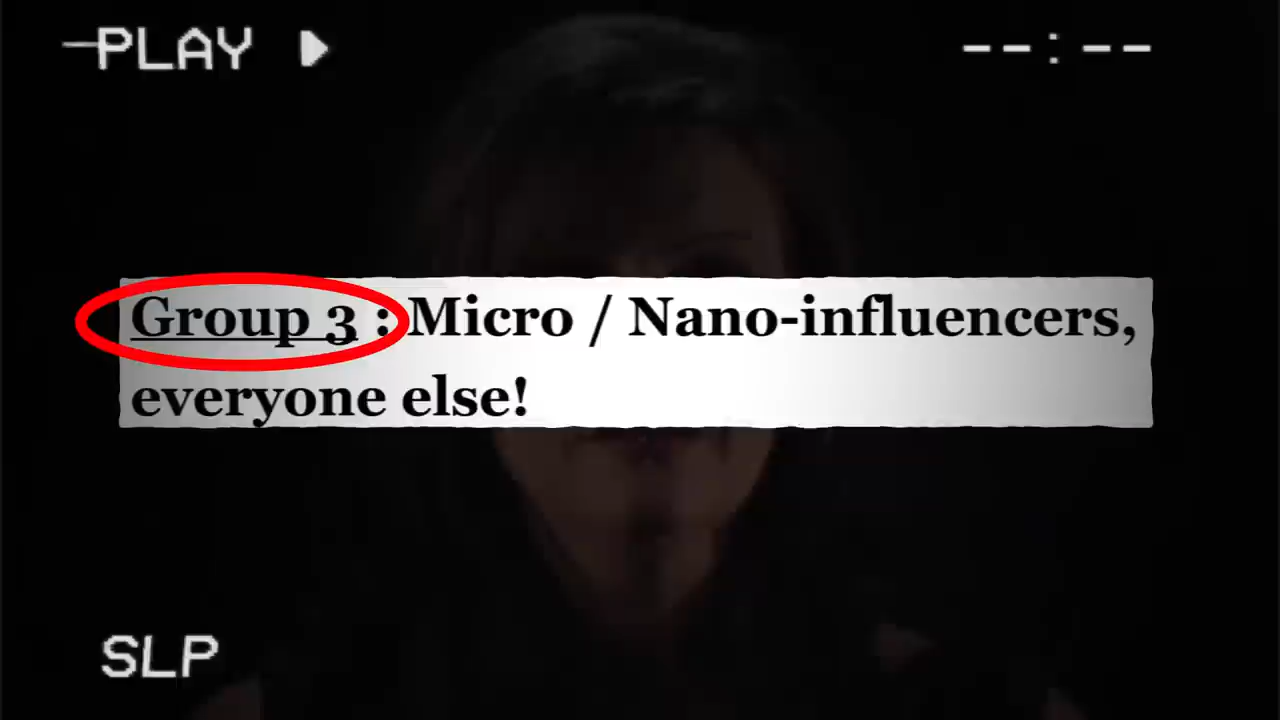 PLAY
--:--
Group 3 : Micro / Nano-influencers,
everyone else!
SLP